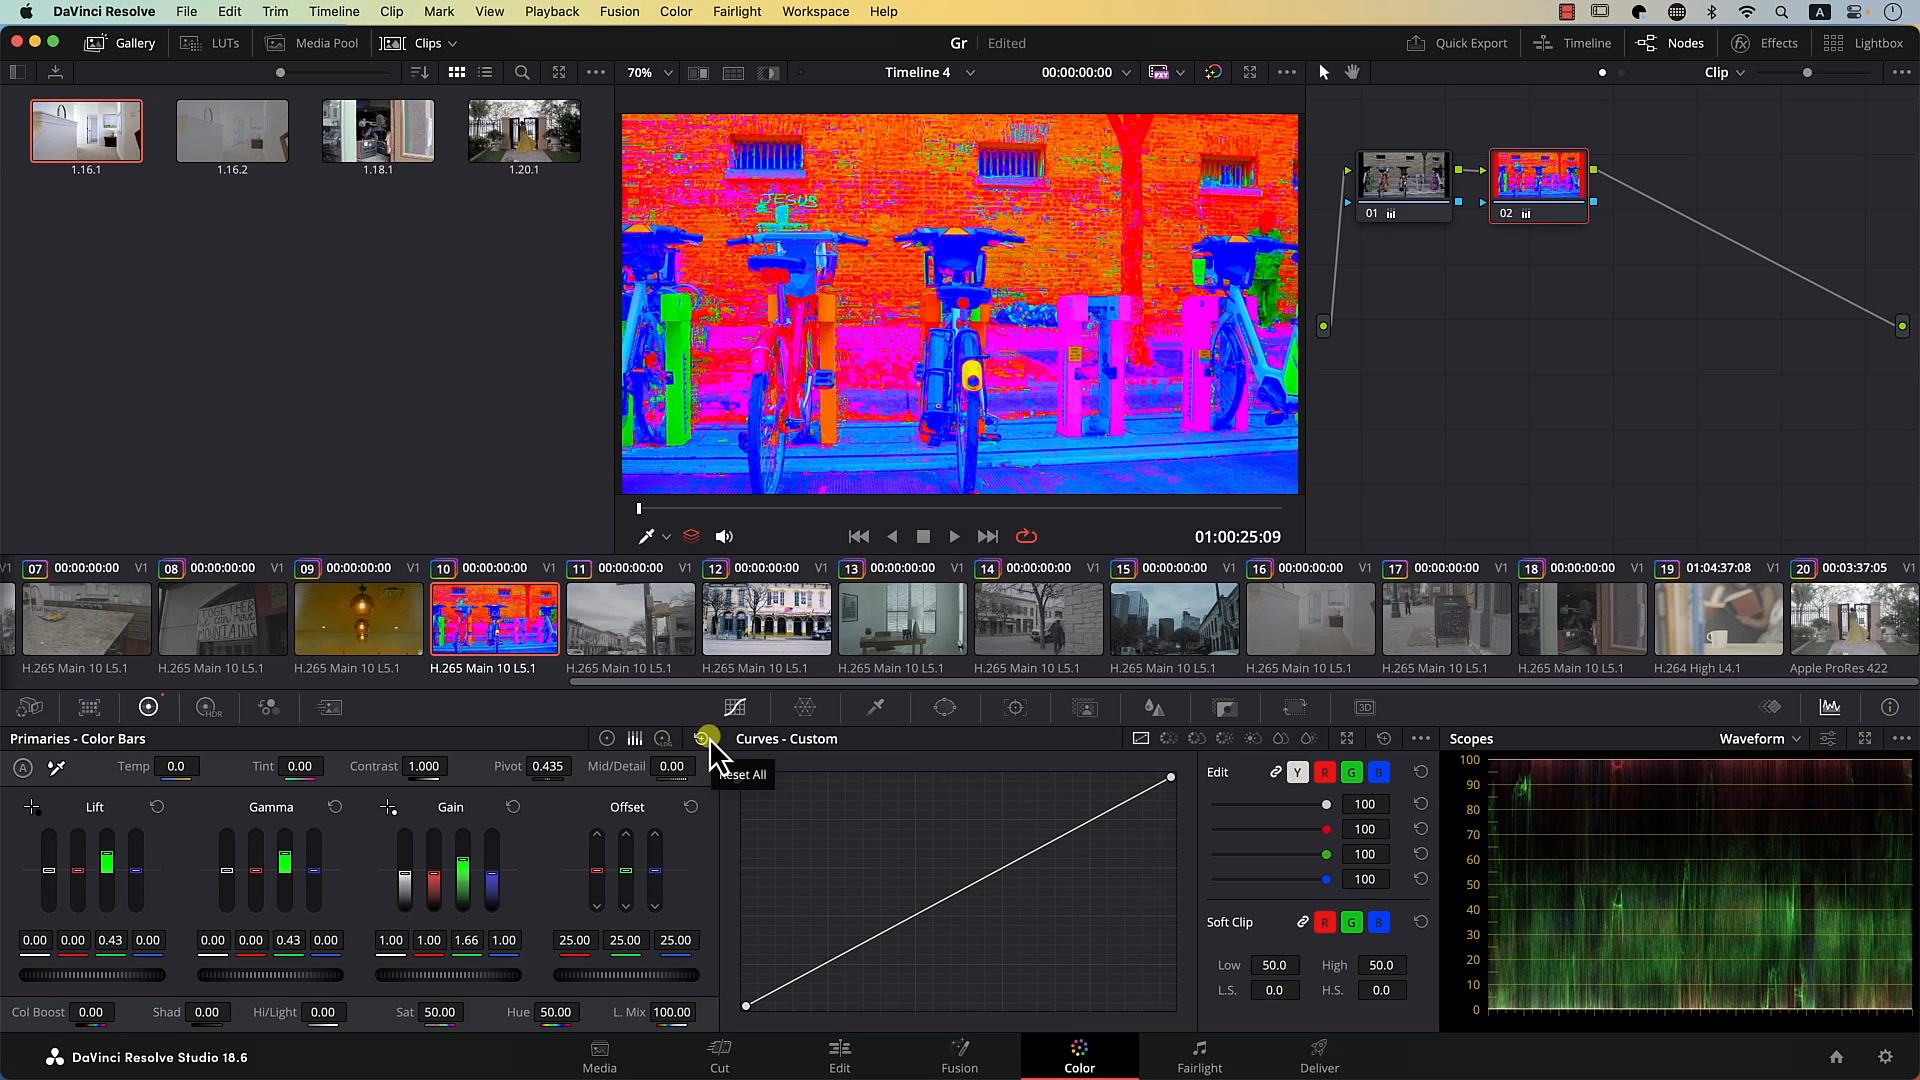 DaVinci Resolve File Edit Trim Timeline Clip Mark View Playback Fusion Color Fairlight Workspace Help A
Gallery LUTs Media Pool Clips Gr Edited Quick Export Timeline Nodes Effects Lightbox
70% Timeline 4 00:00:00:00 PXY Clip
1.16.1 1.16.2 1.18.1 1.20.1
JESUS
01 02
01:00:25:09
V1 07 00:00:00:00 V1 08 00:00:00:00 V1 09 00:00:00:00 V1 10 00:00:00:00 V1 11 00:00:00:00 V1 12 00:00:00:00 V1 13 00:00:00:00 V1 14 00:00:00:00 V1 15 00:00:00:00 V1 16 00:00:00:00 V1 17 00:00:00:00 V1 18 00:00:00:00 V1 19 01:04:37:08 V1 20 00:03:37:05 V1
TOGETHER
we can move
MOUNTAINS
H.265 Main 10 L5.1 H.265 Main 10 L5.1 H.265 Main 10 L5.1 H.265 Main 10 L5.1 H.265 Main 10 L5.1 H.265 Main 10 L5.1 H.265 Main 10 L5.1 H.265 Main 10 L5.1 H.265 Main 10 L5.1 H.265 Main 10 L5.1 H.265 Main 10 L5.1 H.265 Main 10 L5.1 H.264 High L4.1 Apple ProRes 422
HDR 3D
Primaries - Color Bars LOG Curves - Custom Scopes Waveform
A Temp 0.0 Tint 0.00 Contrast 1.000 Pivot 0.435 Mid/Detail 0.00
Reset All
Edit Y R G B
Lift Gamma Gain Offset
100
100
100
100
0.00 0.00 0.43 0.00 0.00 0.00 0.43 0.00 1.00 1.00 1.66 1.00 25.00 25.00 25.00
Soft Clip R G B
Low 50.0 High 50.0
L.S. 0.0 H.S. 0.0
Col Boost 0.00 Shad 0.00 Hi/Light 0.00 Sat 50.00 Hue 50.00 L. Mix 100.00
100
90
80
70
60
50
40
30
20
10
0
DaVinci Resolve Studio 18.6
Media Cut Edit Fusion Color Fairlight Deliver